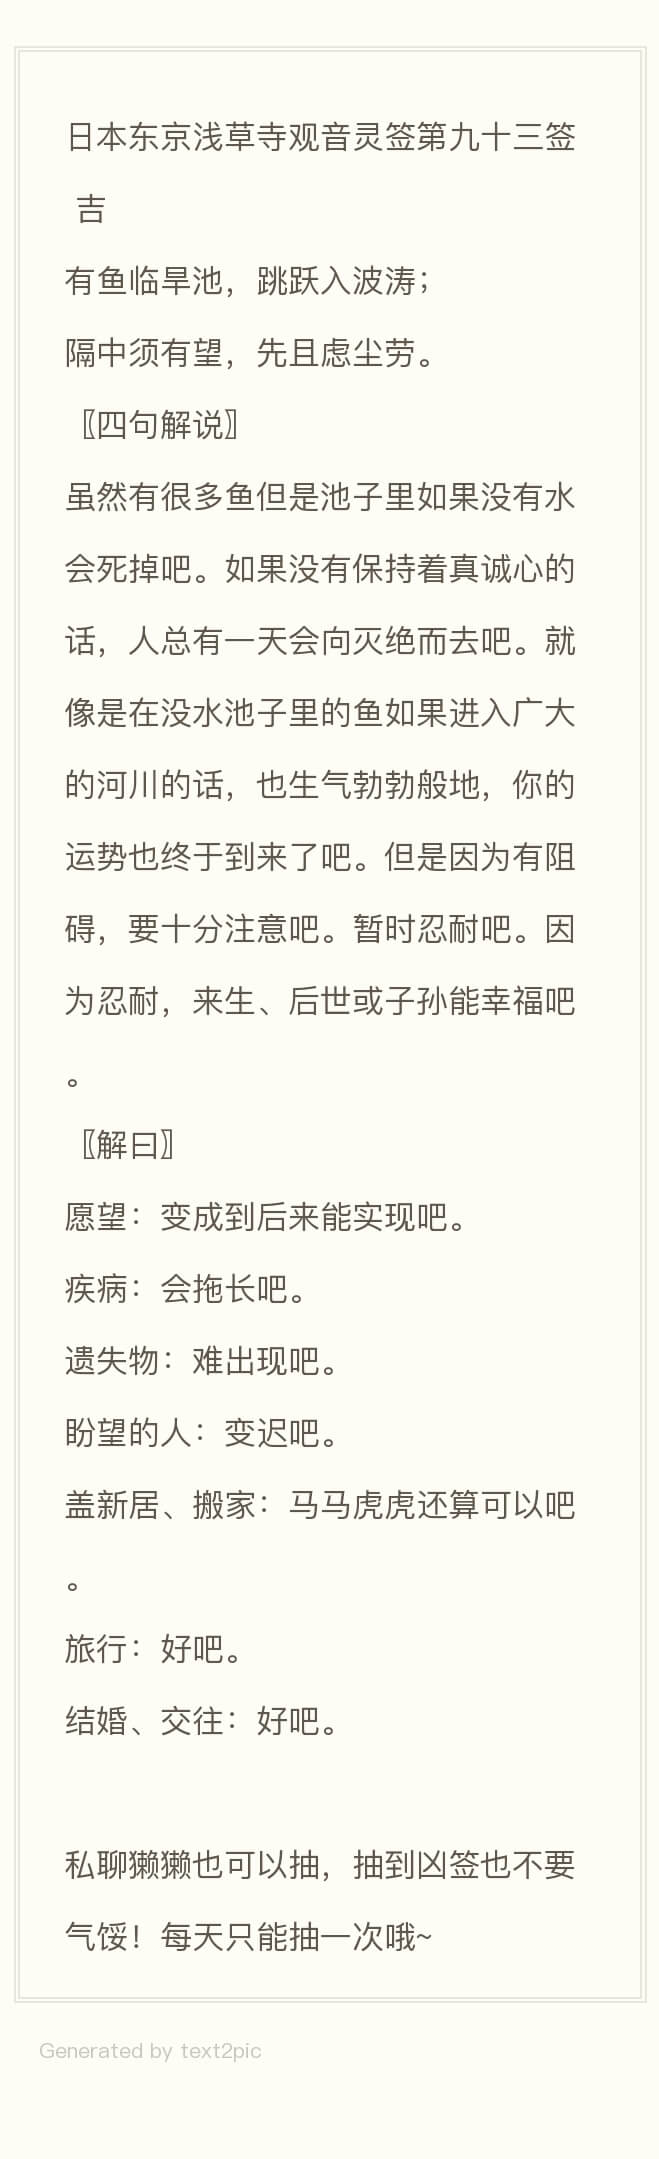 日本东京浅草寺观音灵签第九十三签
吉
有鱼临旱池，跳跃入波涛；
隔中须有望，先且虑尘劳。
〖四句解说〗
虽然有很多鱼但是池子里如果没有水
会死掉吧。如果没有保持着真诚心的
话，人总有一天会向灭绝而去吧。就
像是在没水池子里的鱼如果进入广大
的河川的话，也生气勃勃般地，你的
运势也终于到来了吧。但是因为有阻
碍，要十分注意吧。暂时忍耐吧。因
为忍耐，来生、后世或子孙能幸福吧
。
〖解曰〗
愿望：变成到后来能实现吧。
疾病：会拖长吧。
遗失物：难出现吧。
盼望的人：变迟吧。
盖新居、搬家：马马虎虎还算可以吧
。
旅行：好吧。
结婚、交往：好吧。
私聊獭獭也可以抽，抽到凶签也不要
气馁！每天只能抽一次哦~
Generated by text2pic